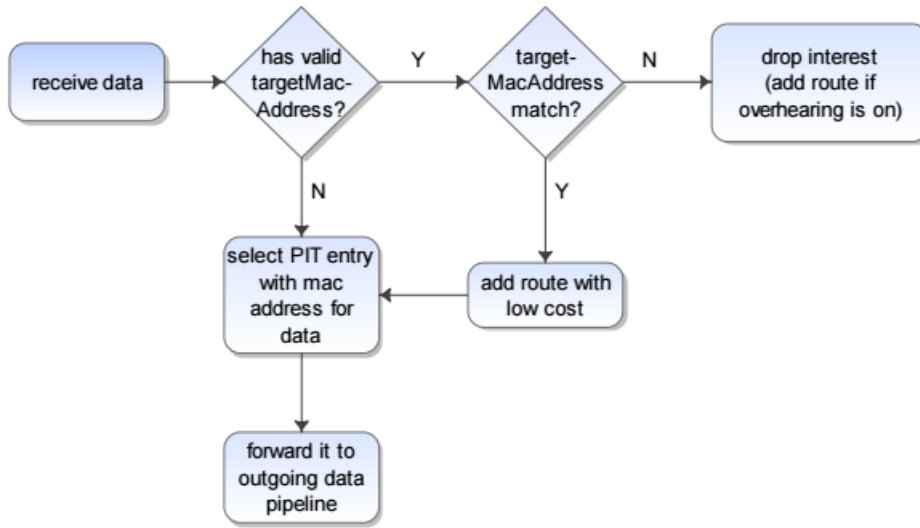 receive data
has valid
targetMac-
Address?
Y
target-
MacAddress
match?
N
drop interest
(add route if
overhearing is on)
N
Y
select PIT entry
with mac
address for
data
add route with
low cost
forward it to
outgoing data
pipeline